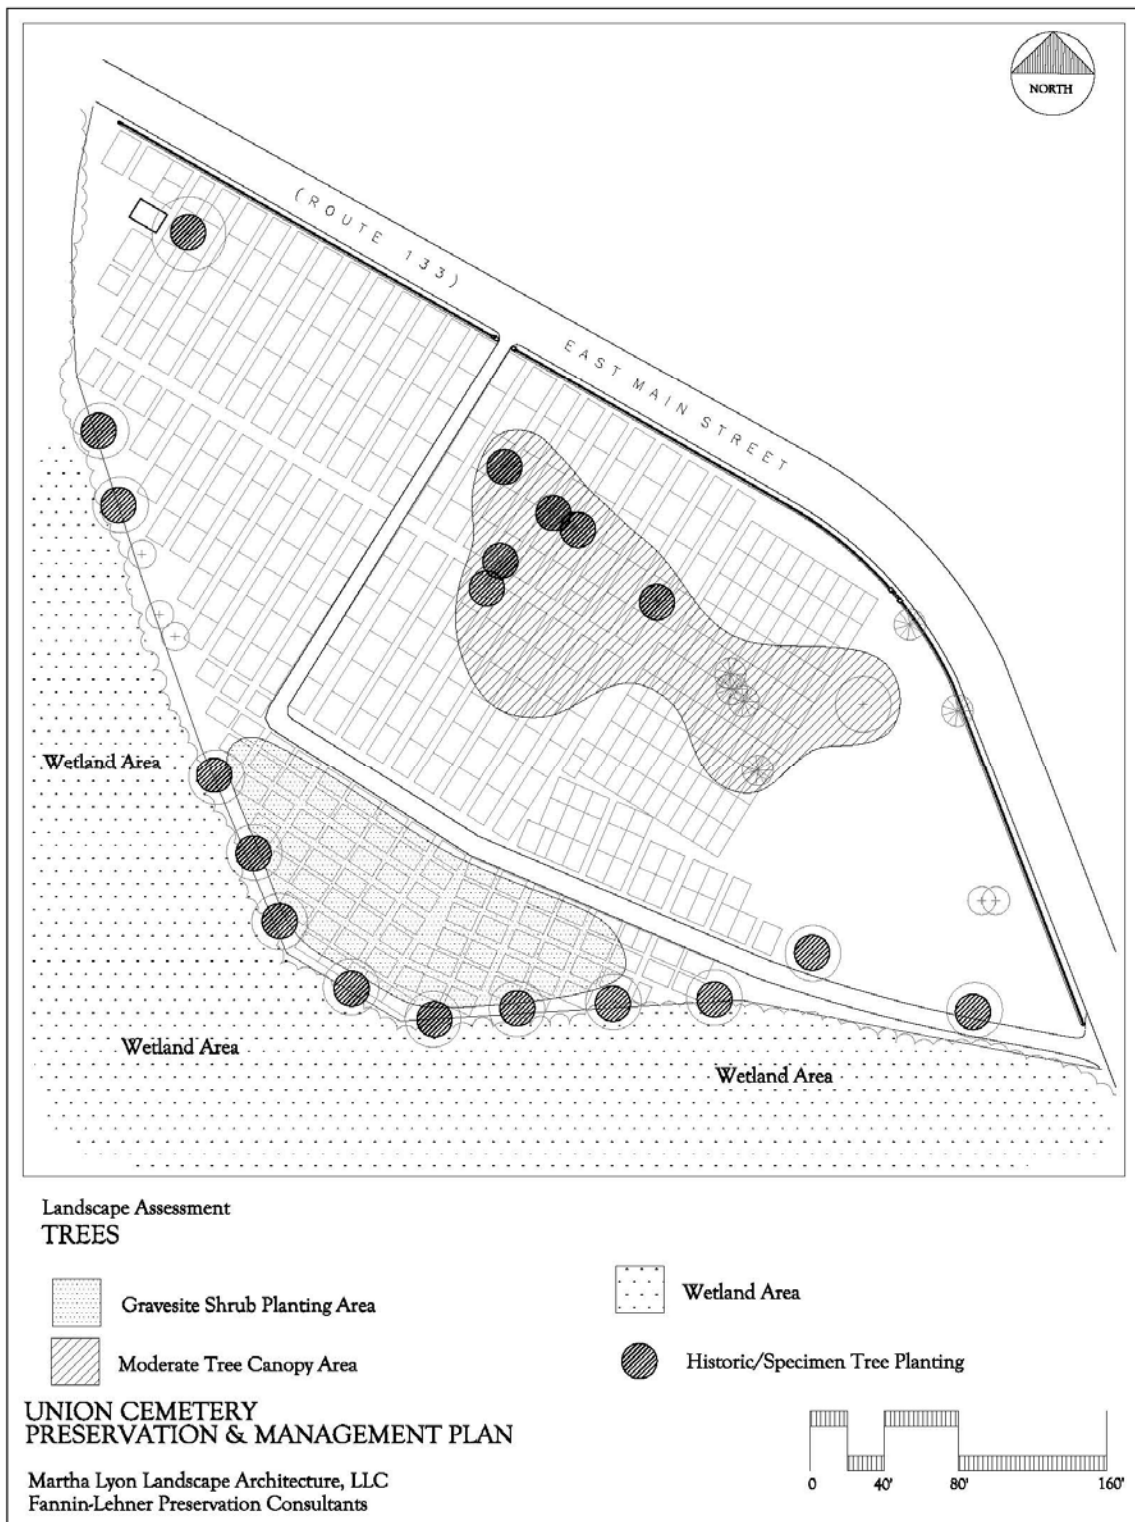 NORTH
(ROUTE 133)
EAST MAIN STREET
Wetland Area
Wetland Area
Wetland Area
Landscape Assessment
TREES
Gravesite Shrub Planting Area
Wetland Area
Moderate Tree Canopy Area
Historic/Specimen Tree Planting
UNION CEMETERY
PRESERVATION & MANAGEMENT PLAN
Martha Lyon Landscape Architecture, LLC
Fannin-Lehner Preservation Consultants
0 40' 80' 160'